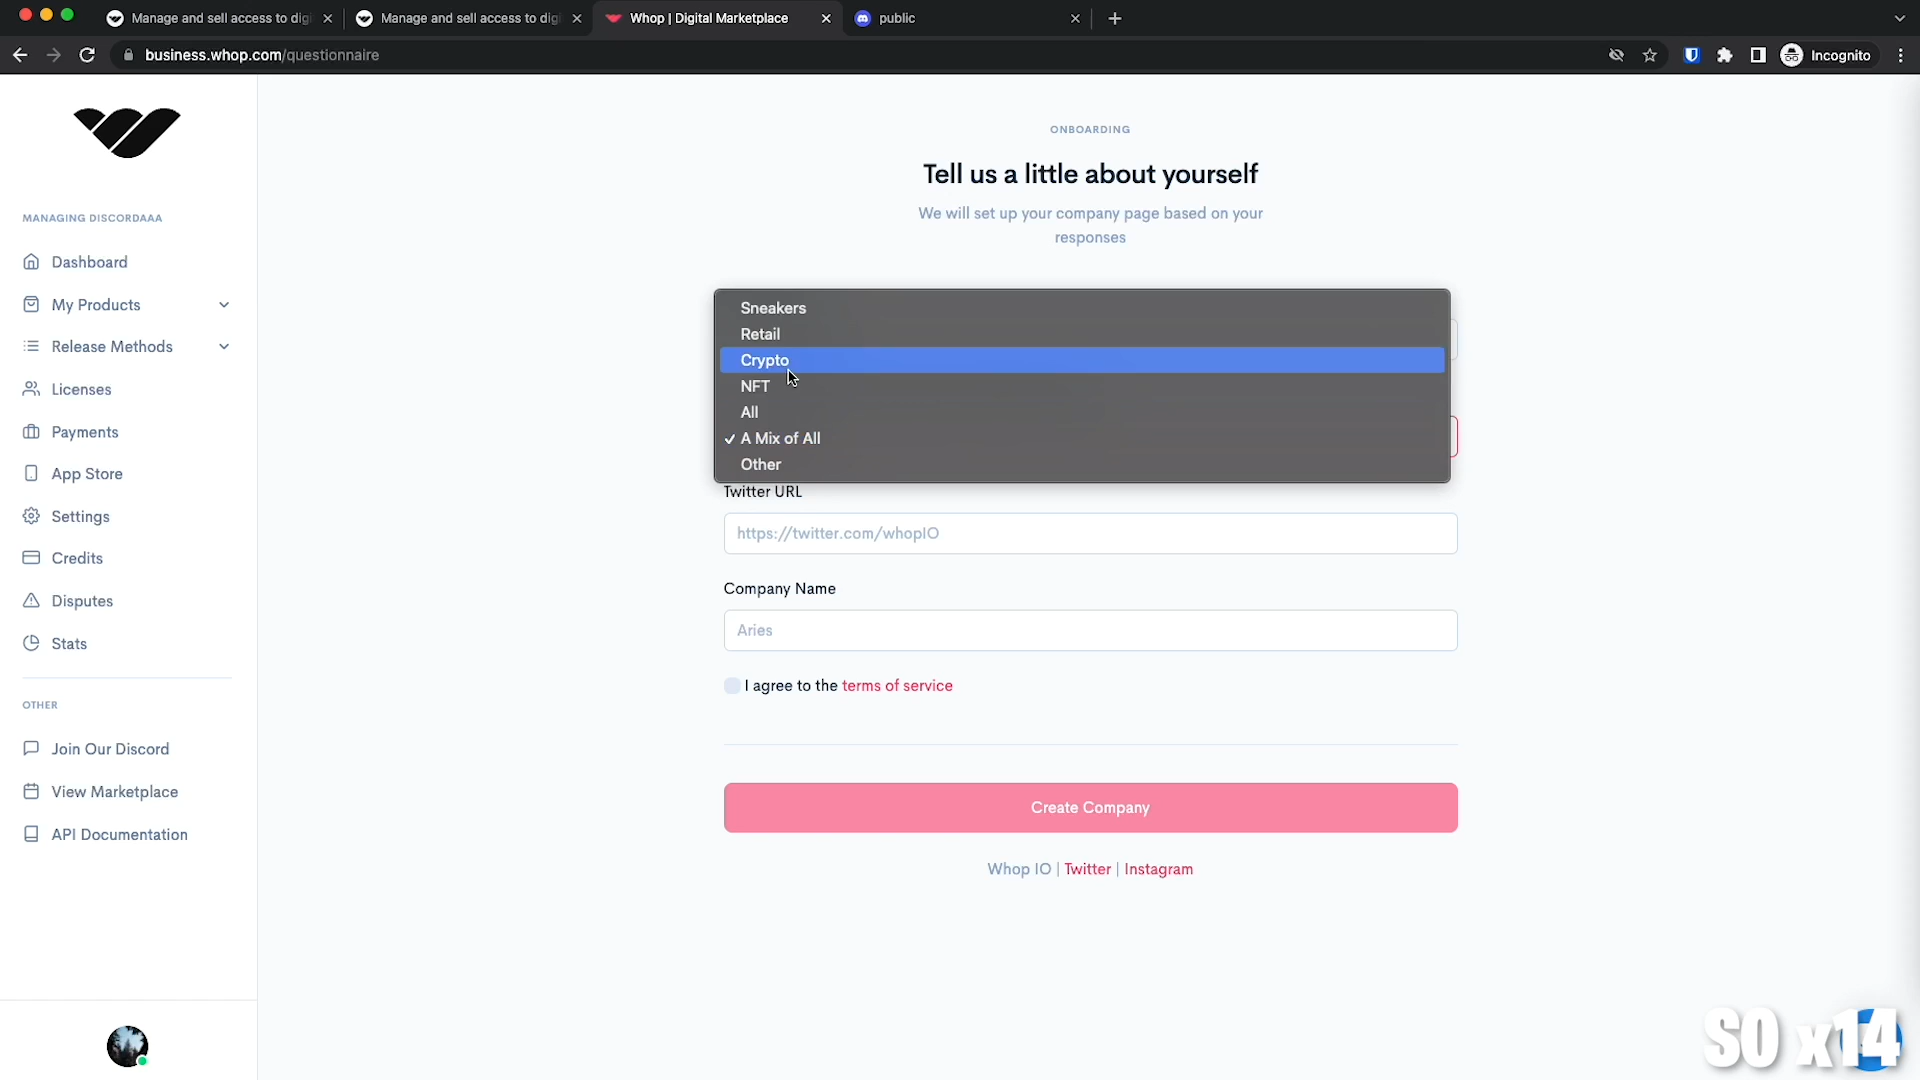 Manage and sell access to dig
Manage and sell access to dig
Whop | Digital Marketplace
public
business.whop.com/questionnaire
Incognito
MANAGING DISCORDAAA
Dashboard
My Products
Release Methods
Licenses
Payments
App Store
Settings
Credits
Disputes
Stats
OTHER
Join Our Discord
View Marketplace
API Documentation
ONBOARDING
Tell us a little about yourself
We will set up your company page based on your
responses
Sneakers
Retail
Crypto
NFT
All
✓ A Mix of All
Other
Twitter URL
https://twitter.com/whopIO
Company Name
Aries
I agree to the terms of service
Create Company
Whop IO | Twitter | Instagram
SO x14